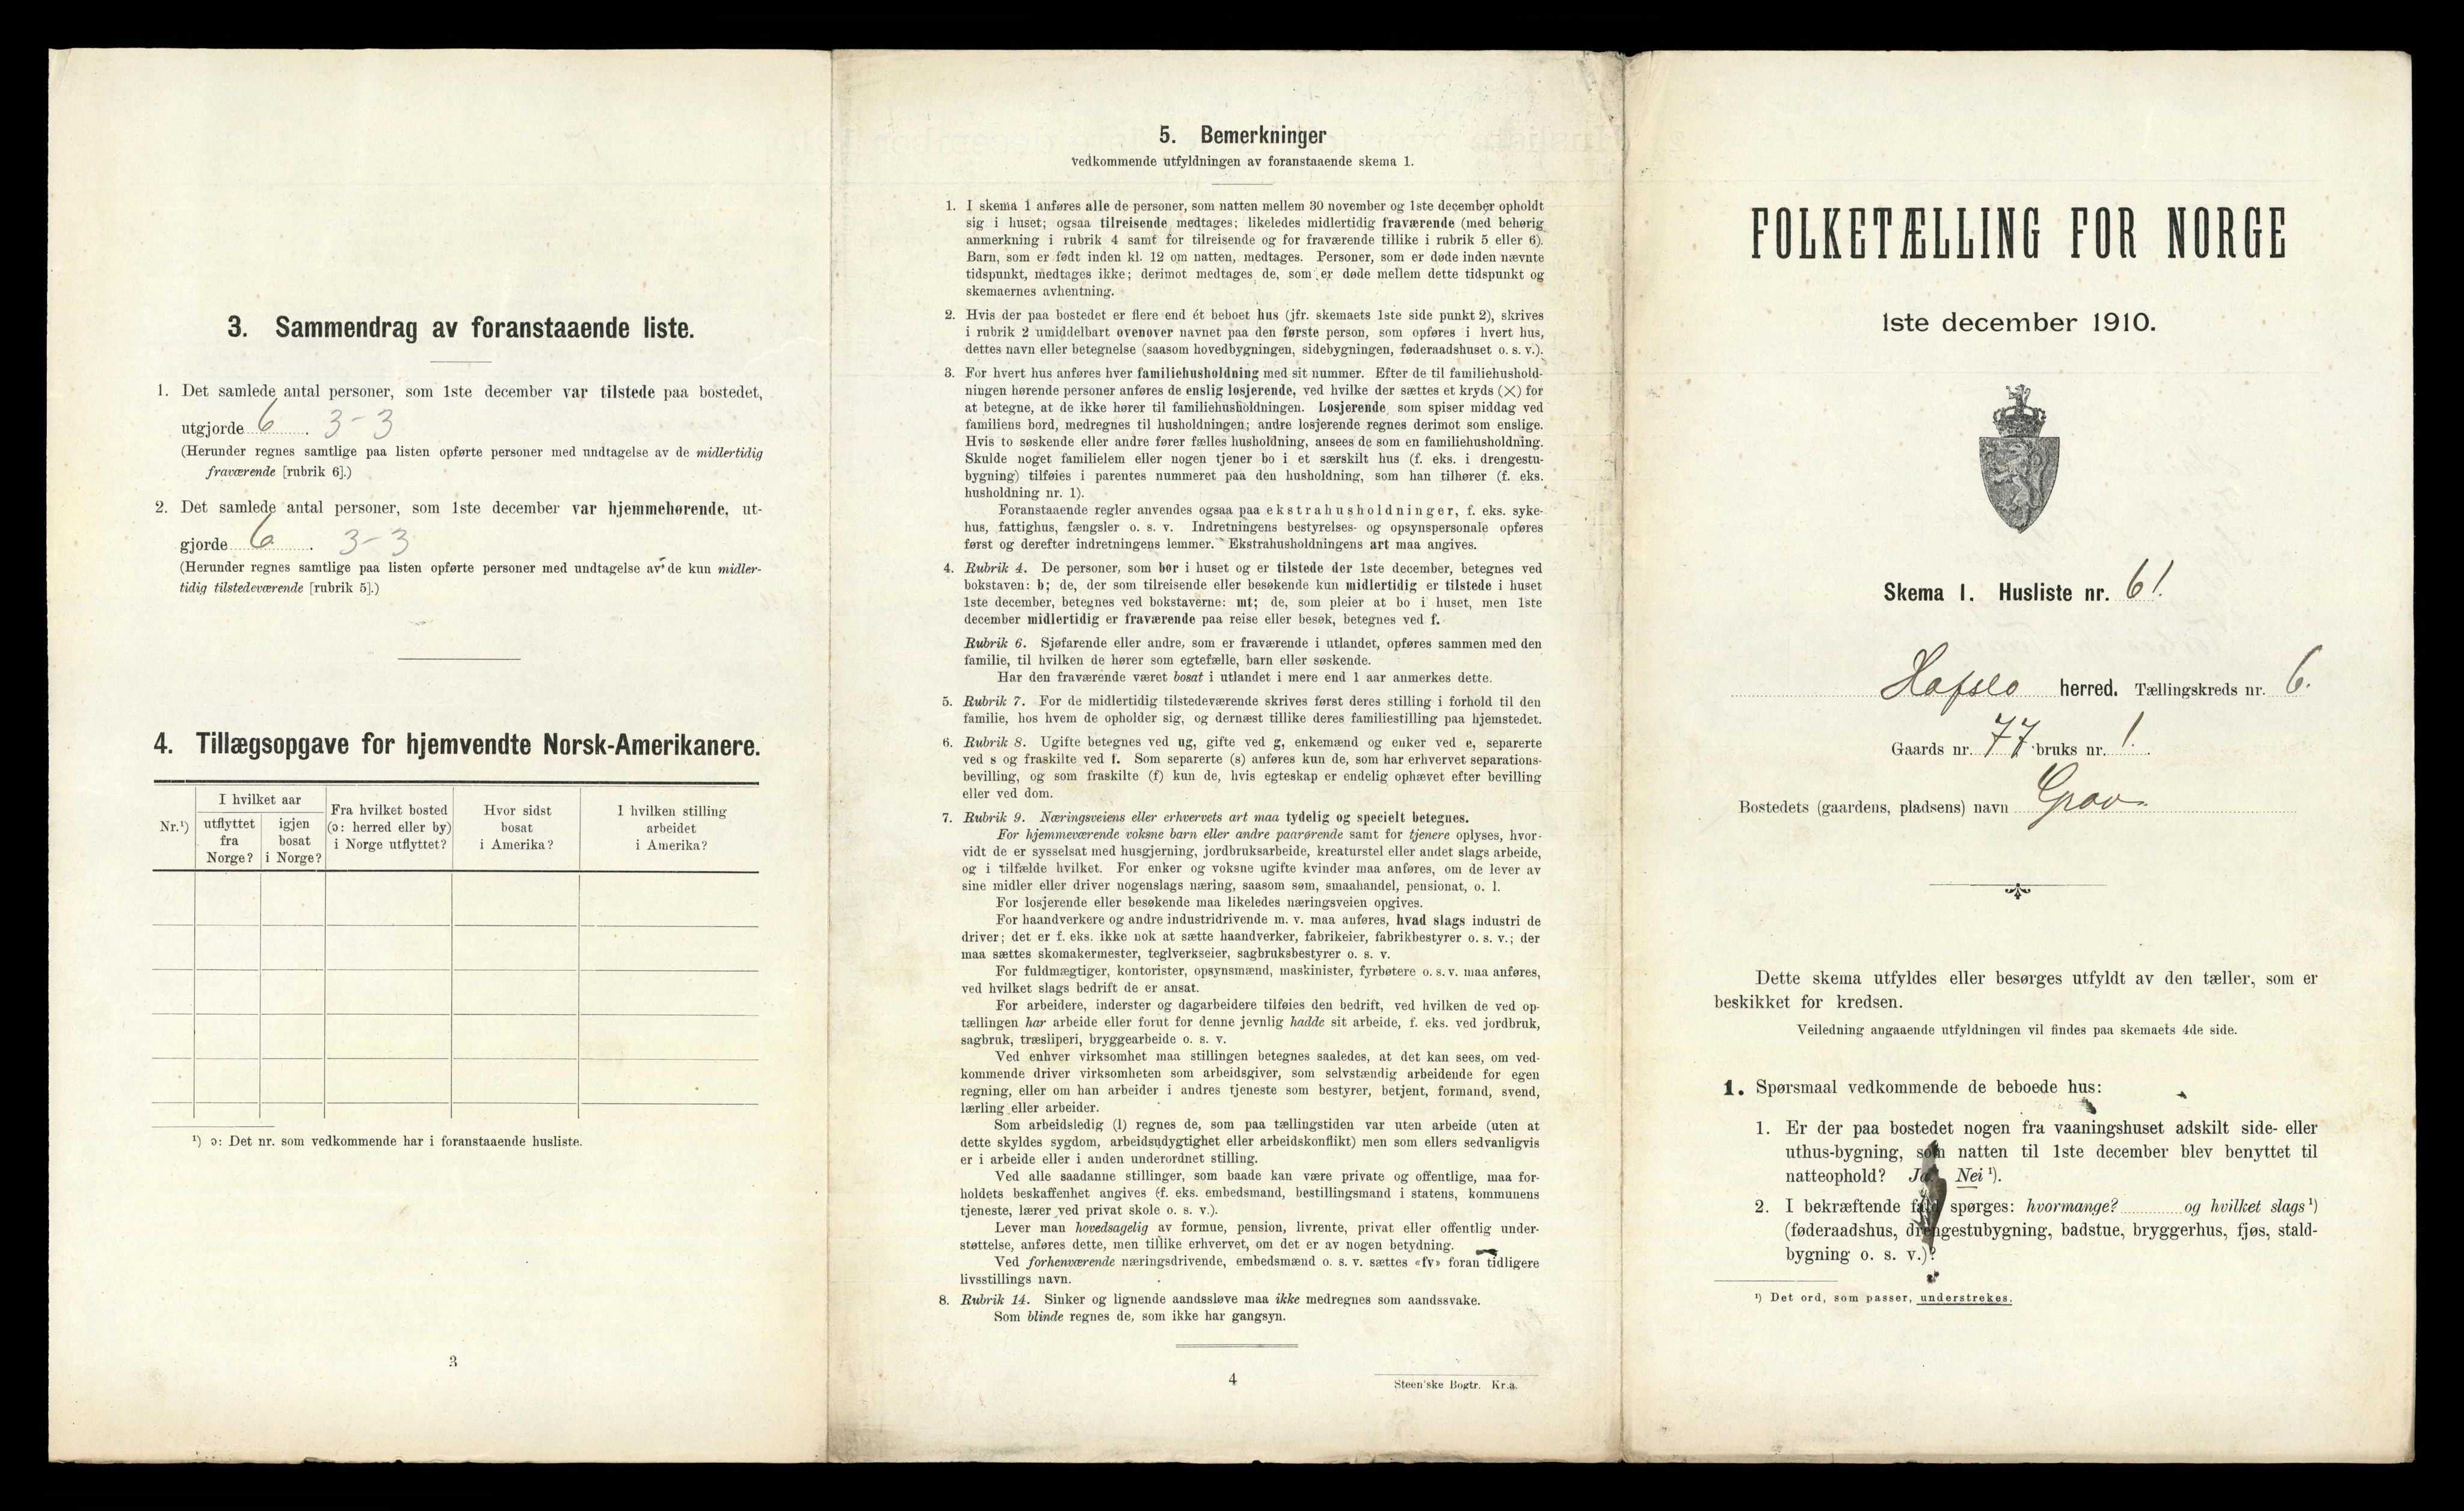 3. Sammendrag av foranstaaende liste.
1. Det samlede antal personer, som 1ste december var tilstede paa bostedet,
utgjorde 6 . 3-3
(Herunder regnes samtlige paa listen opførte personer med undtagelse av de midlertidig
fraværende [rubrik 6].)
2. Det samlede antal personer, som 1ste december var hjemmehørende, ut-
gjorde 6 . 3-3
(Herunder regnes samtlige paa listen opførte personer med undtagelse av de kun midler-
tidig tilstedeværende [rubrik 5].)
4. Tillægsopgave for hjemvendte Norsk-Amerikanere.
Nr.¹)
I hvilket aar
utflyttet
fra
Norge?
igjen
bosat
i Norge?
Fra hvilket bosted
(ɔ: herred eller by)
i Norge utflyttet?
Hvor sidst
bosat
i Amerika?
I hvilken stilling
arbeidet
i Amerika?
¹) ɔ: Det nr. som vedkommende har i foranstaaende husliste.
3
5. Bemerkninger
vedkommende utfyldningen av foranstaaende skema 1.
1. I skema 1 anføres alle de personer, som natten mellem 30 november og 1ste december opholdt
sig i huset; ogsaa tilreisende medtages; likeledes midlertidig fraværende (med behørig
anmerkning i rubrik 4 samt for tilreisende og for fraværende tillike i rubrik 5 eller 6).
Barn, som er født inden kl. 12 om natten, medtages. Personer, som er døde inden nævnte
tidspunkt, medtages ikke; derimot medtages de, som er døde mellem dette tidspunkt og
skemaernes avhentning.
2. Hvis der paa bostedet er flere end ét beboet hus (jfr. skemaets 1ste side punkt 2), skrives
i rubrik 2 umiddelbart ovenover navnet paa den første person, som opføres i hvert hus,
dettes navn eller betegnelse (saasom hovedbygningen, sidebygningen, føderaadshuset o. s. v.).
3. For hvert hus anføres hver familiehusholdning med sit nummer. Efter de til familiehushold-
ningen hørende personer anføres de enslig losjerende, ved hvilke der sættes et kryds (×) for
at betegne, at de ikke hører til familiehusholdningen. Losjerende som spiser middag ved
familiens bord, medregnes til husholdningen; andre losjerende regnes derimot som enslige.
Hvis to søskende eller andre fører fælles husholdning, ansees de som en familiehusholdning.
Skulde noget familielem eller nogen tjener bo i et særskilt hus (f. eks. i drengestu-
bygning) tilføies i parentes nummeret paa den husholdning, som han tilhører (f. eks.
husholdning nr. 1).
Foranstaaende regler anvendes ogsaa paa ekstrahusholdninger, f. eks. syke-
hus, fattighus, fængsler o. s. v. Indretningens bestyrelses- og opsynspersonale opføres
først og derefter indretningens lemmer. Ekstrahusholdningens art maa angives.
4. Rubrik 4. De personer, som bor i huset og er tilstede der 1ste december, betegnes ved
bokstaven: b; de, der som tilreisende eller besøkende kun midlertidig er tilstede i huset
1ste december, betegnes ved bokstaverne: mt; de, som pleier at bo i huset, men 1ste
december midlertidig er fraværende paa reise eller besøk, betegnes ved f.
Rubrik 6. Sjøfarende eller andre, som er fraværende i utlandet, opføres sammen med den
familie, til hvilken de hører som egtefælle, barn eller søskende.
Har den fraværende været bosat i utlandet i mere end 1 aar anmerkes dette.
5. Rubrik 7. For de midlertidig tilstedeværende skrives først deres stilling i forhold til den
familie, hos hvem de opholder sig, og dernæst tillike deres familiestilling paa hjemstedet.
6. Rubrik 8. Ugifte betegnes ved ug, gifte ved g, enkemænd og enker ved e, separerte
ved s og fraskilte ved f. Som separerte (s) anføres kun de, som har erhvervet separations-
bevilling, og som fraskilte (f) kun de, hvis egteskap er endelig ophævet efter bevilling
eller ved dom.
7. Rubrik 9. Næringsveiens eller erhvervets art maa tydelig og specielt betegnes.
For hjemmeværende voksne barn eller andre paarørende samt for tjenere oplyses, hvor-
vidt de er sysselsat med husgjerning, jordbruksarbeide, kreaturstel eller andet slags arbeide,
og i tilfælde hvilket. For enker og voksne ugifte kvinder maa anføres, om de lever av
sine midler eller driver nogenslags næring, saasom søm, smaahandel, pensionat, o. l.
For losjerende eller besøkende maa likeledes næringsveien opgives.
For haandverkere og andre industridrivende m. v. maa anføres, hvad slags industri de
driver; det er f. eks. ikke nok at sætte haandverker, fabrikeier, fabrikbestyrer o. s. v.; der
maa sættes skomakermester, teglverkseier, sagbruksbestyrer o. s. v.
For fuldmægtiger, kontorister, opsynsmænd, maskinister, fyrbøtere o. s. v. maa anføres,
ved hvilket slags bedrift de er ansat.
For arbeidere, inderster og dagarbeidere tilføies den bedrift, ved hvilken de ved op-
tællingen har arbeide eller forut for denne jevnlig hadde sit arbeide, f. eks. ved jordbruk,
sagbruk, træsliperi, bryggearbeide o. s. v.
Ved enhver virksomhet maa stillingen betegnes saaledes, at det kan sees, om ved-
kommende driver virksomheten som arbeidsgiver, som selvstændig arbeidende for egen
regning, eller om han arbeider i andres tjeneste som bestyrer, betjent, formand, svend,
lærling eller arbeider.
Som arbeidsledig (l) regnes de, som paa tællingstiden var uten arbeide (uten at
dette skyldes sygdom, arbeidsudygtighet eller arbeidskonflikt) men som ellers sedvanligvis
er i arbeide eller i anden underordnet stilling.
Ved alle saadanne stillinger, som baade kan være private og offentlige, maa for-
holdets beskaffenhet angives (f. eks. embedsmand, bestillingsmand i statens, kommunens
tjeneste, lærer ved privat skole o. s. v.).
Lever man hovedsagelig av formue, pension, livrente, privat eller offentlig under-
støttelse, anføres dette, men tillike erhvervet, om det er av nogen betydning.
Ved forhenværende næringsdrivende, embedsmænd o. s. v. sættes «fv» foran tidligere
livsstillings navn.
8. Rubrik 14. Sinker og lignende aandssløve maa ikke medregnes som aandssvake.
Som blinde regnes de, som ikke har gangsyn.
4
Steen'ske Bogtr. Kr.a.
FOLKETÆLLING FOR NORGE
1ste december 1910.
Skema 1. Husliste nr. 61.
Hafslo herred. Tællingskreds nr. 6.
Gaards nr. 77 bruks nr. 1.
Bostedets (gaardens, pladsens) navn Grov
Dette skema utfyldes eller besørges utfyldt av den tæller, som er
beskikket for kredsen.
Veiledning angaaende utfyldningen vil findes paa skemaets 4de side.
1. Spørsmaal vedkommende de beboede hus:
1. Er der paa bostedet nogen fra vaaningshuset adskilt side- eller
uthus-bygning, som natten til 1ste december blev benyttet til
natteophold? Ja. Nei ¹).
2. I bekræftende fald spørges: hvormange? og hvilket slags ¹)
(føderaadshus, drengestubygning, badstue, bryggerhus, fjøs, stald-
bygning o. s. v.)?
¹) Det ord, som passer, understrekes.